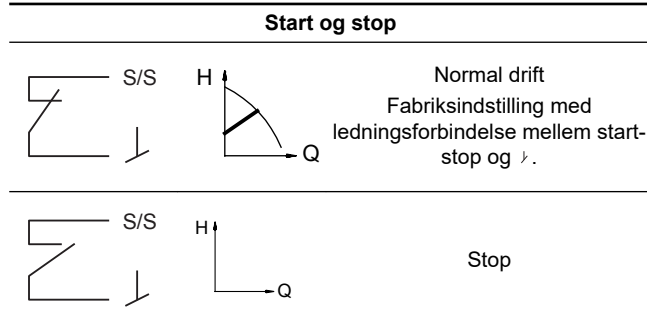 Start og stop
S/S
H
Q
Normal drift
Fabriksindstilling med
ledningsforbindelse mellem start-
stop og .
S/S
H
Q
Stop